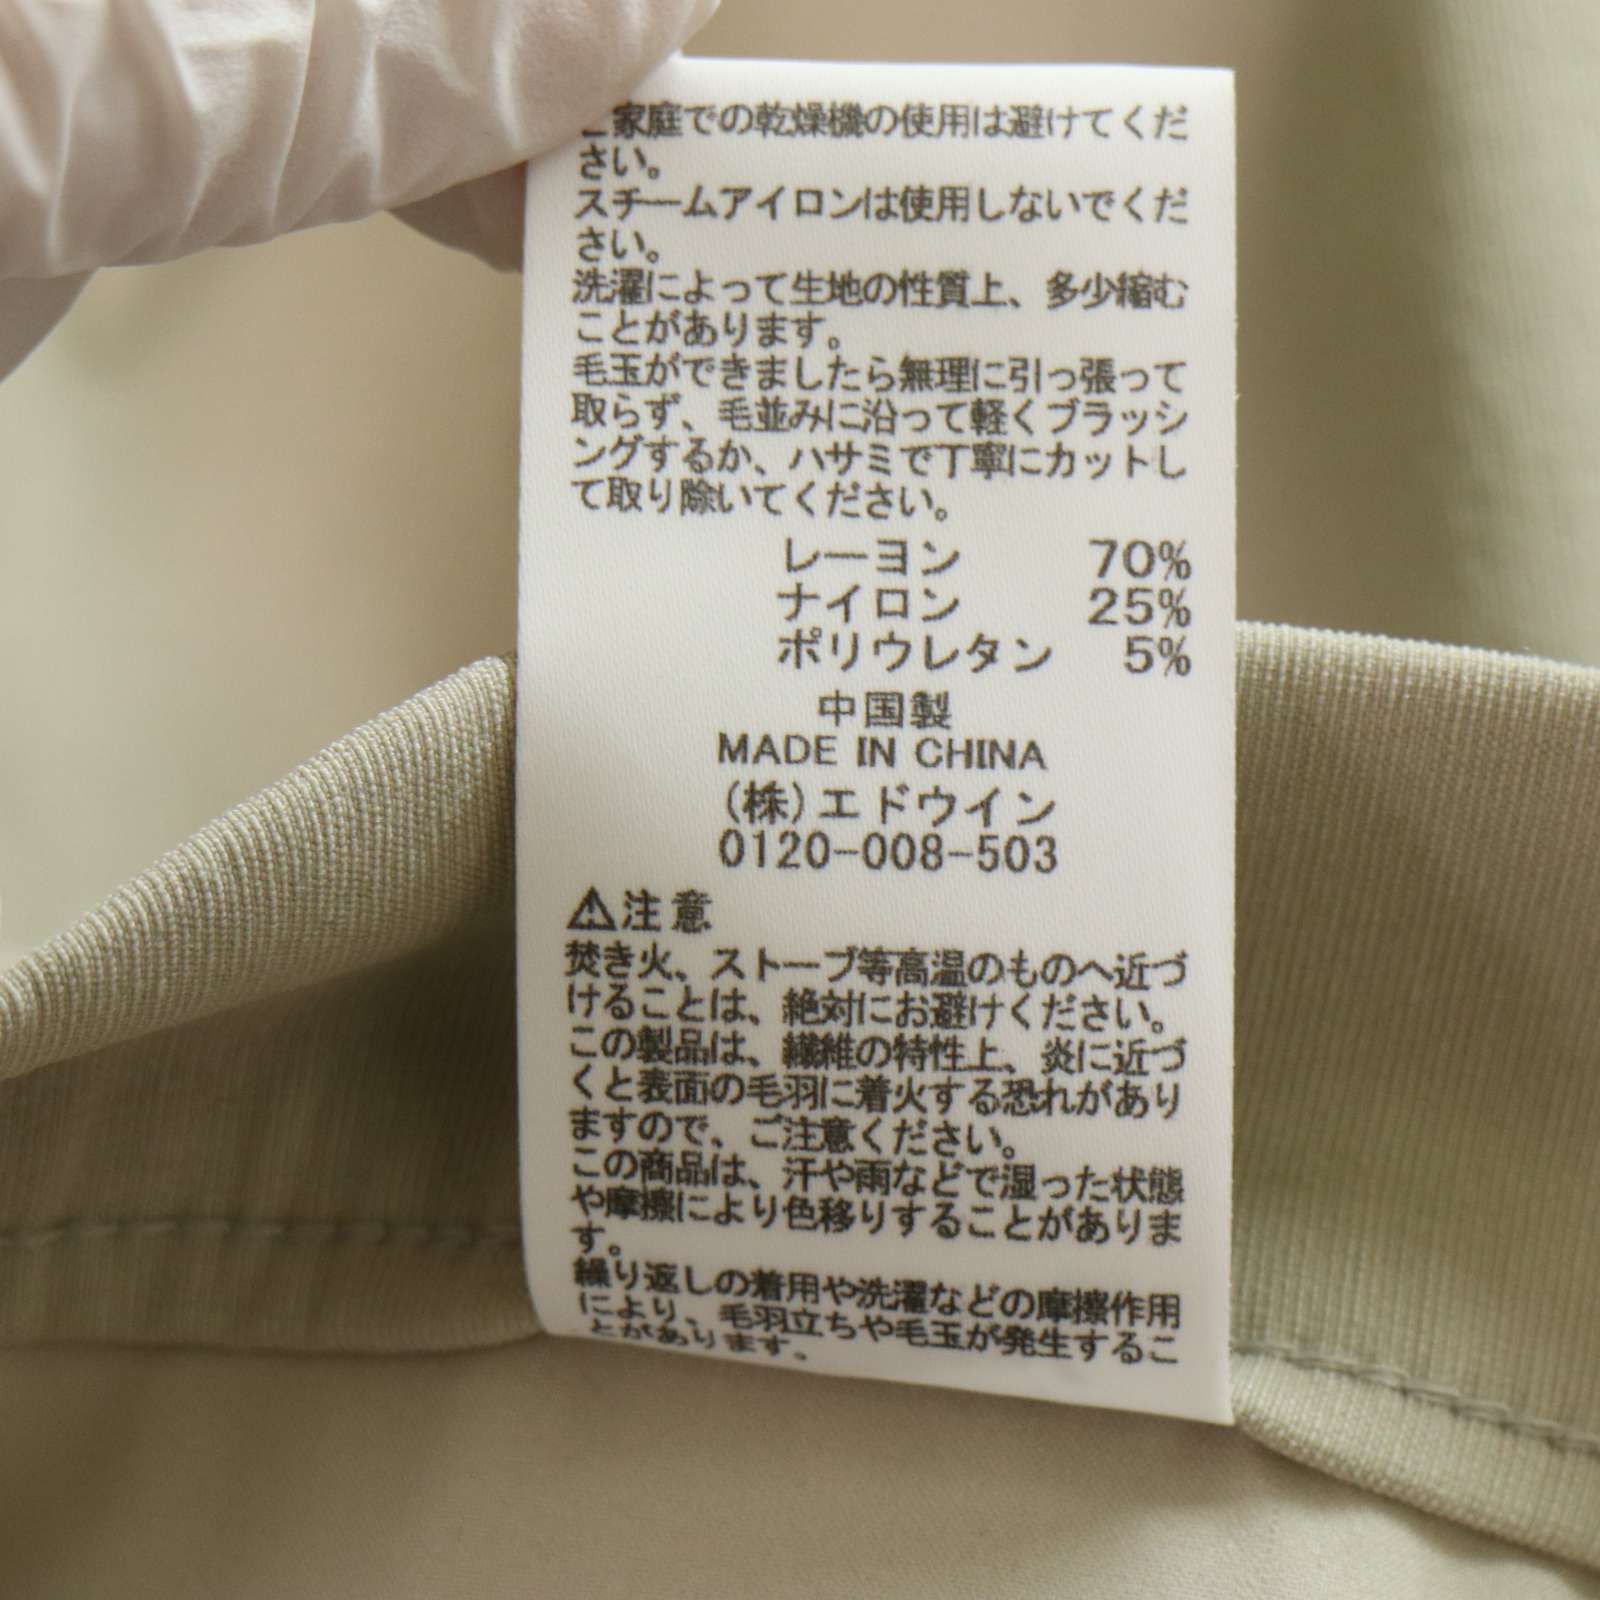 ご家庭での乾燥機の使用は避けてくだ
さい。
スチームアイロンは使用しないでくだ
さい。
洗濯によって生地の性質上、多少縮む
ことがあります。
毛玉ができましたら無理に引っ張って
取らず、毛並みに沿って軽くブラッシ
ングするか、ハサミで丁寧にカットし
て取り除いてください。
レーヨン 70%
ナイロン 25%
ポリウレタン 5%
中国製
MADE IN CHINA
(株)エドウイン
0120-008-503
⚠注意
焚き火、ストーブ等高温のものへ近づ
けることは、絶対にお避けください。
この製品は、繊維の特性上、炎に近づ
くと表面の毛羽に着火する恐れがあり
ますので、ご注意ください。
この商品は、汗や雨などで湿った状態
や摩擦により色移りすることがありま
す。
繰り返しの着用や洗濯などの摩擦作用
により、毛羽立ちや毛玉が発生するこ
とがあります。